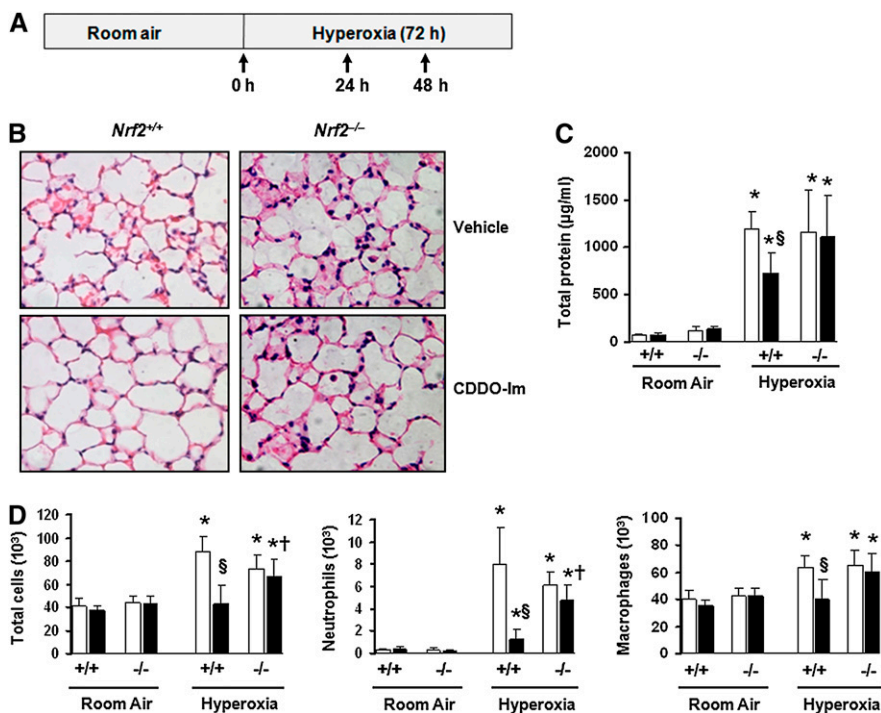 A
Room air Hyperoxia (72 h)
0 h 24 h 48 h
B
Nrf2+/+ Nrf2–/–
Vehicle
CDDO-Im
C
Total protein (µg/ml)
2000
1500
1000
500
0
* *§ * *
+/+ -/- +/+ -/-
Room Air Hyperoxia
D
Total cells (10³)
120
100
80
60
40
20
0
* § * *†
+/+ -/- +/+ -/-
Room Air Hyperoxia
Neutrophils (10³)
12
10
8
6
4
2
0
* *§ * *†
+/+ -/- +/+ -/-
Room Air Hyperoxia
Macrophages (10³)
100
80
60
40
20
0
* § * *
+/+ -/- +/+ -/-
Room Air Hyperoxia